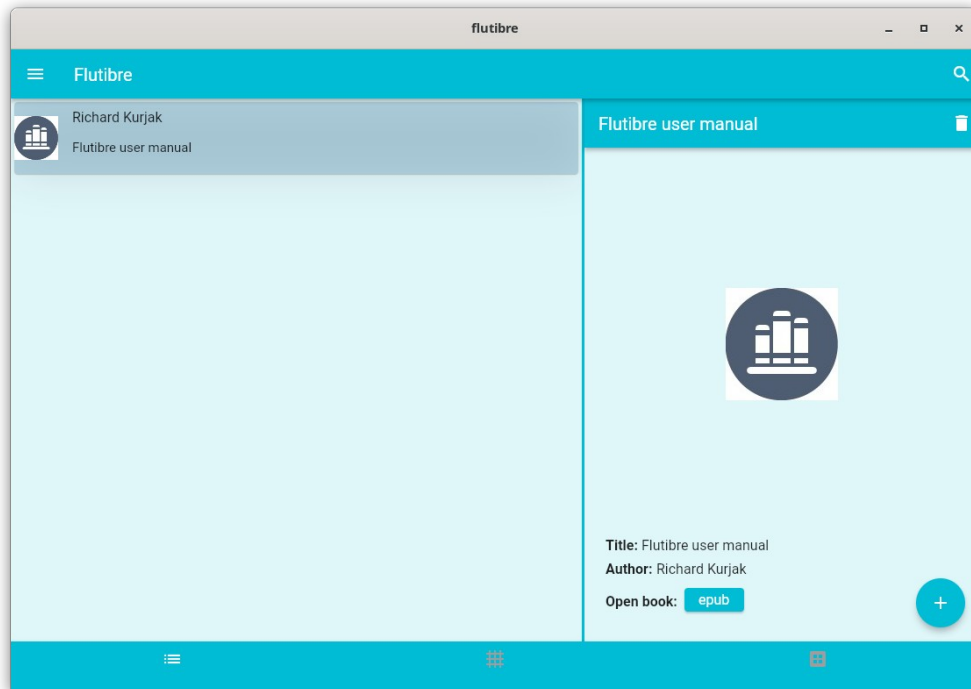 flutibre
Flutibre
Richard Kurjak
Flutibre user manual
Flutibre user manual
Title: Flutibre user manual
Author: Richard Kurjak
Open book: epub